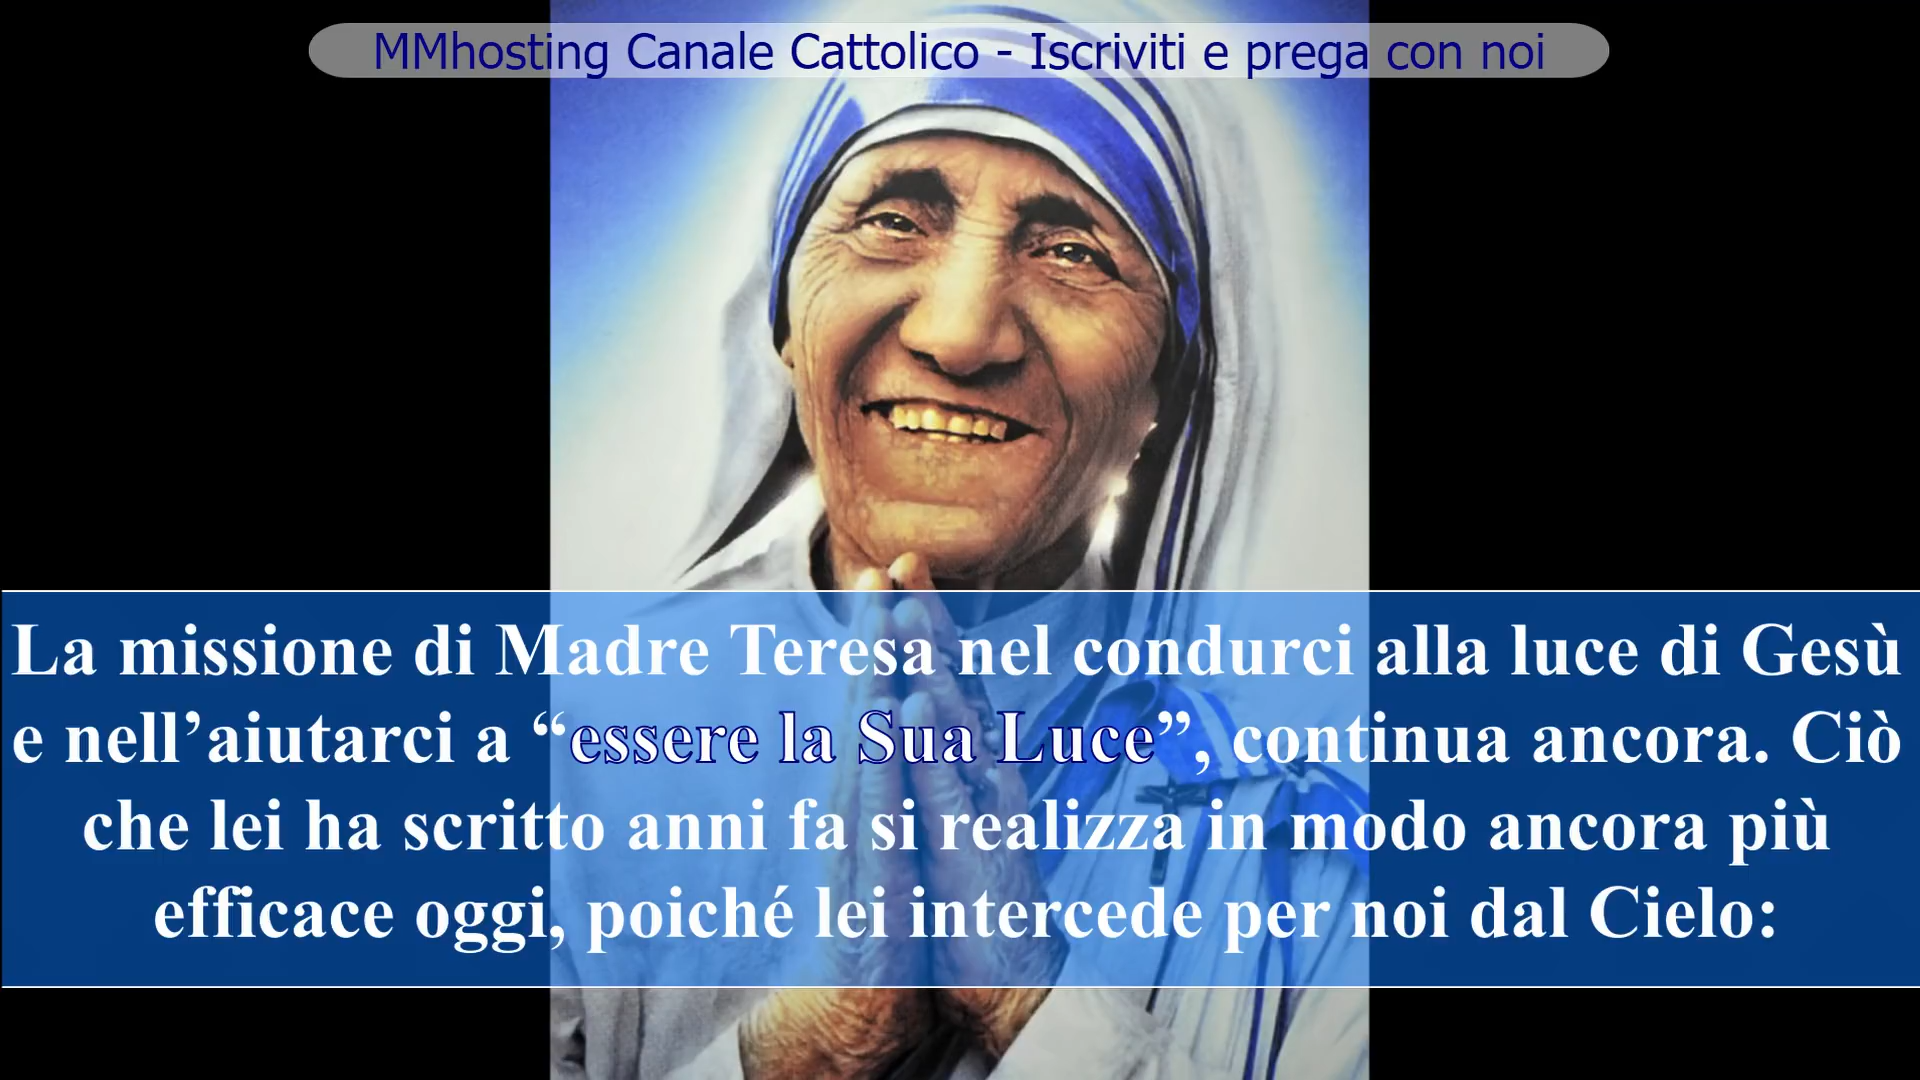 MMhosting Canale Cattolico - Iscriviti e prega con noi
La missione di Madre Teresa nel condurci alla luce di Gesù
e nell’aiutarci a “essere la Sua Luce”, continua ancora. Ciò
che lei ha scritto anni fa si realizza in modo ancora più
efficace oggi, poiché lei intercede per noi dal Cielo: